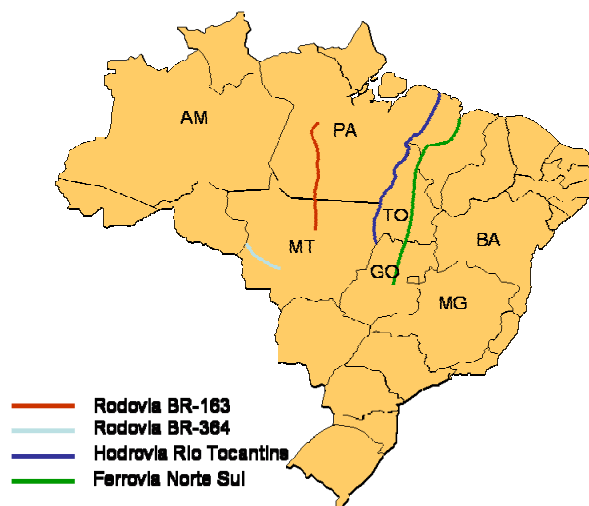 AM
PA
TO
MT
BA
GO
MG
Rodovia BR-163
Rodovia BR-364
Hodrovia Rio Tocantins
Ferrovia Norte Sul